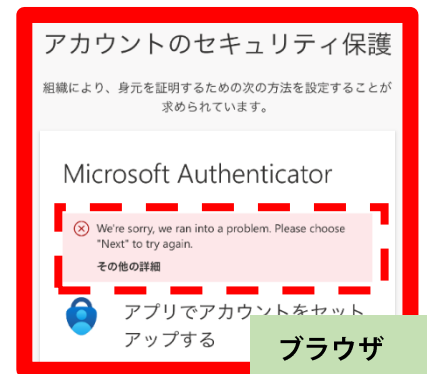 アカウントのセキュリティ保護
組織により、身元を証明するための次の方法を設定することが
求められています。
Microsoft Authenticator
We're sorry, we ran into a problem. Please choose
"Next" to try again.
その他の詳細
アプリでアカウントをセット
アップする
ブラウザ